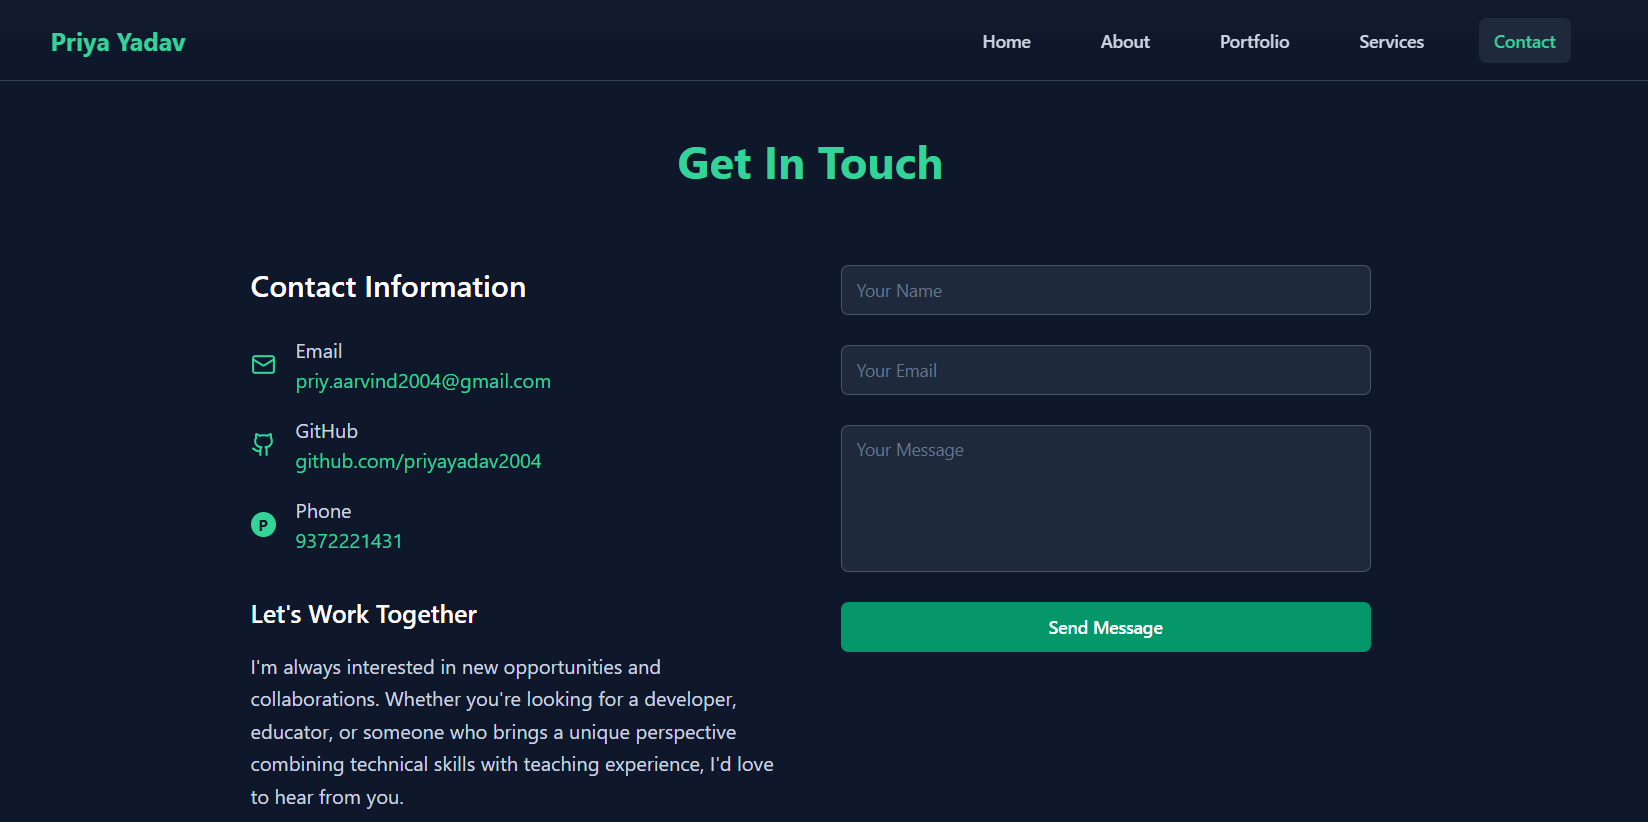 Priya Yadav
Home
About
Portfolio
Services
Contact
Get In Touch
Contact Information
Email
priy.aarvind2004@gmail.com
GitHub
github.com/priyayadav2004
P
Phone
9372221431
Let's Work Together
I'm always interested in new opportunities and
collaborations. Whether you're looking for a developer,
educator, or someone who brings a unique perspective
combining technical skills with teaching experience, I'd love
to hear from you.
Your Name
Your Email
Your Message
Send Message